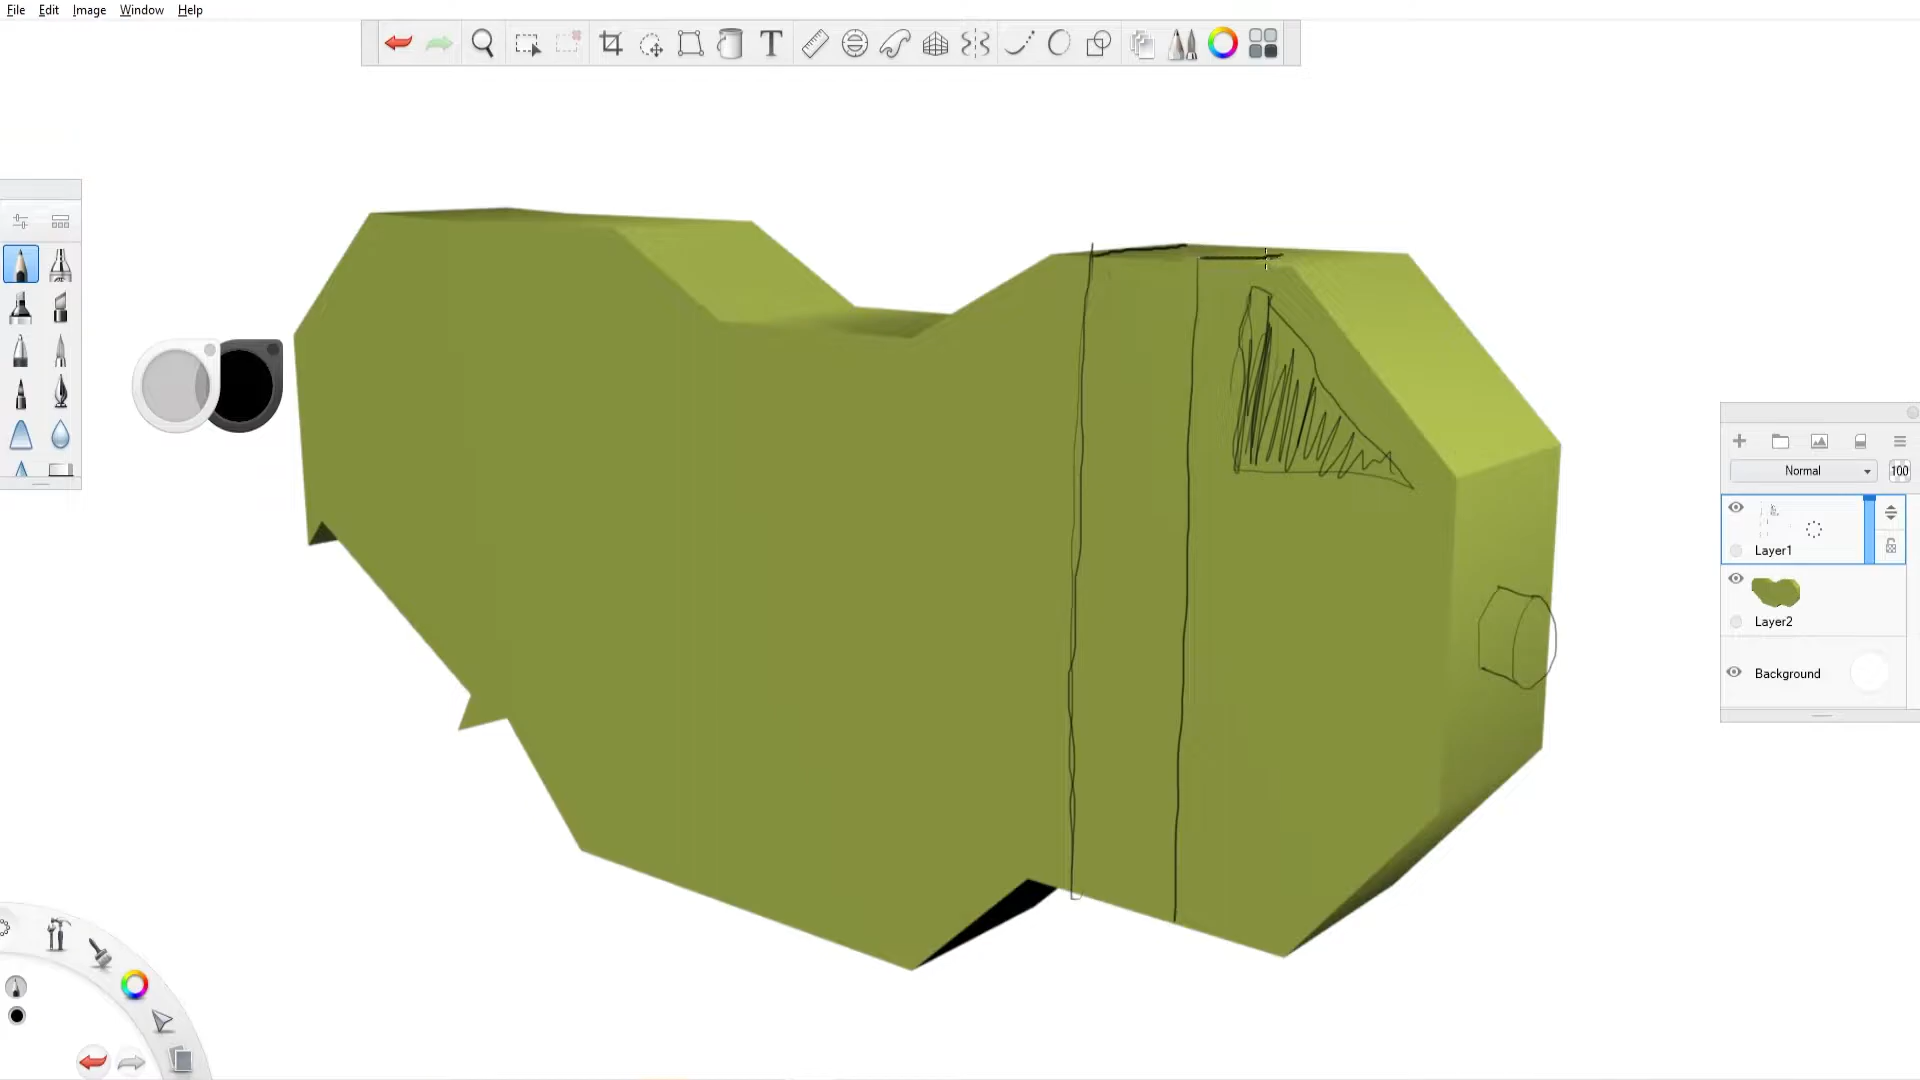 File Edit Image Window Help
T
Normal
100
Layer1
Layer2
Background